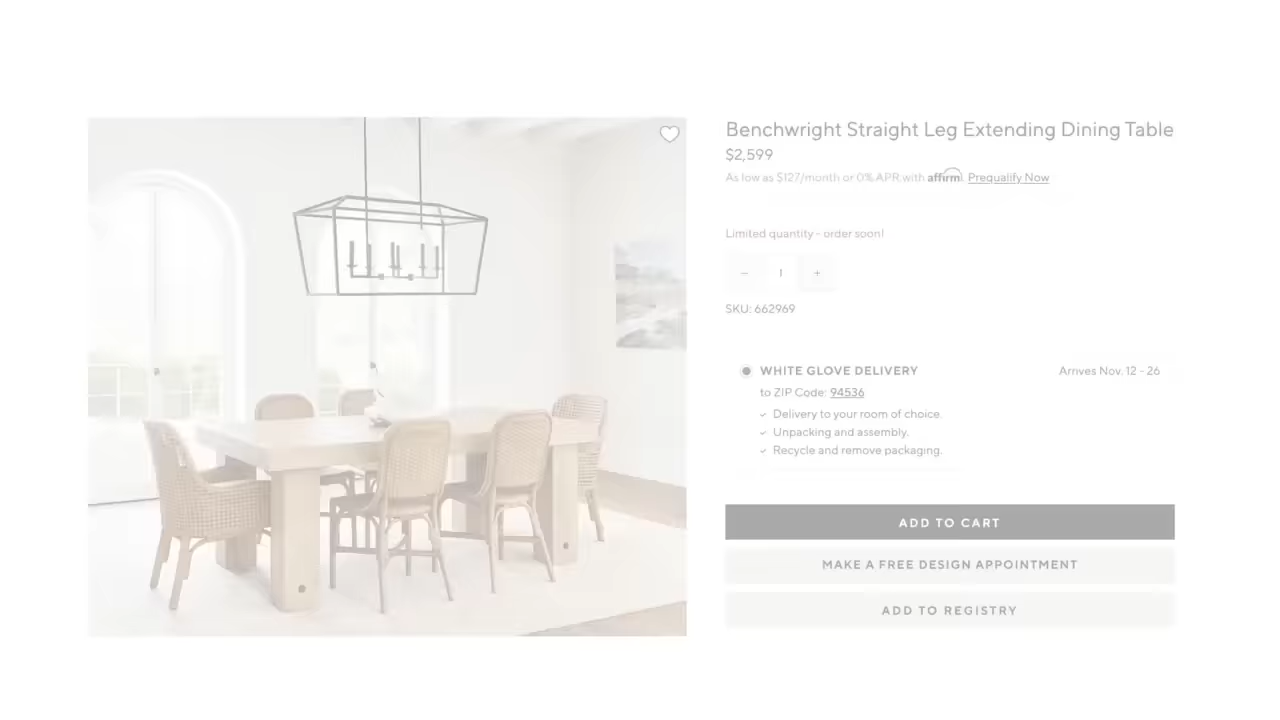 Benchwright Straight Leg Extending Dining Table
$2,599
As low as $127/month or 0% APR with affirm. Prequalify Now
Limited quantity - order soon!
− 1 +
SKU: 662969
WHITE GLOVE DELIVERY Arrives Nov. 12 - 26
to ZIP Code: 94536
Delivery to your room of choice.
Unpacking and assembly.
Recycle and remove packaging.
ADD TO CART
MAKE A FREE DESIGN APPOINTMENT
ADD TO REGISTRY